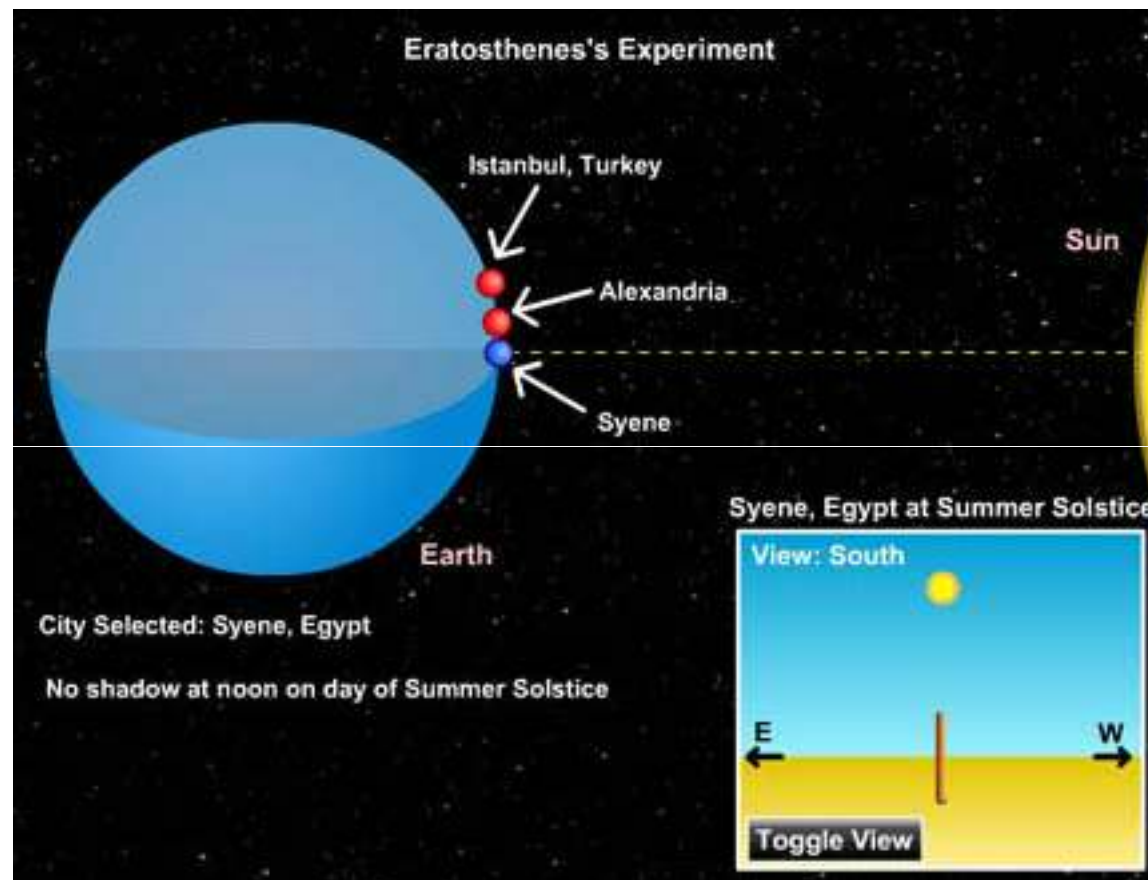 Eratosthenes's Experiment
Istanbul, Turkey
Sun
Alexandria
Syene
Syene, Egypt at Summer Solstice
View: South
Earth
City Selected: Syene, Egypt
No shadow at noon on day of Summer Solstice
E
W
Toggle View